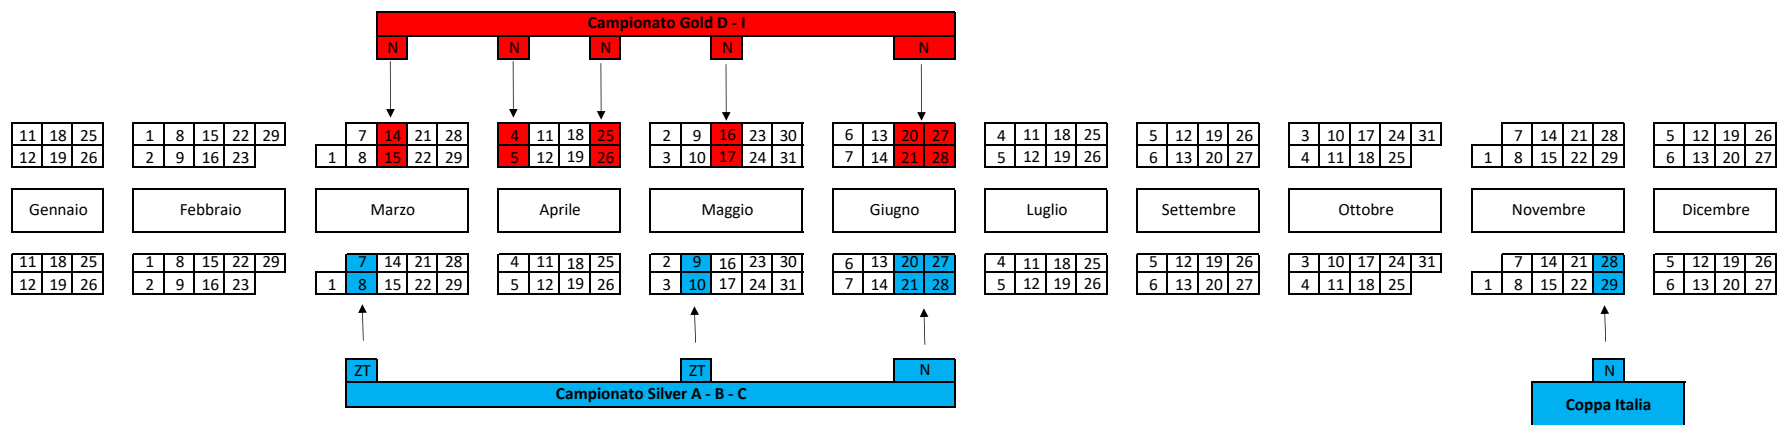 Campionato Gold D - I
N N N N N
11 18 25 1 8 15 22 29 7 14 21 28 4 11 18 25 2 9 16 23 30 6 13 20 27 4 11 18 25 5 12 19 26 3 10 17 24 31 7 14 21 28 5 12 19 26
12 19 26 2 9 16 23 1 8 15 22 29 5 12 19 26 3 10 17 24 31 7 14 21 28 5 12 19 26 6 13 20 27 4 11 18 25 1 8 15 22 29 6 13 20 27
Gennaio Febbraio Marzo Aprile Maggio Giugno Luglio Settembre Ottobre Novembre Dicembre
11 18 25 1 8 15 22 29 7 14 21 28 4 11 18 25 2 9 16 23 30 6 13 20 27 4 11 18 25 5 12 19 26 3 10 17 24 31 7 14 21 28 5 12 19 26
12 19 26 2 9 16 23 1 8 15 22 29 5 12 19 26 3 10 17 24 31 7 14 21 28 5 12 19 26 6 13 20 27 4 11 18 25 1 8 15 22 29 6 13 20 27
ZT ZT N N
Campionato Silver A - B - C
Coppa Italia